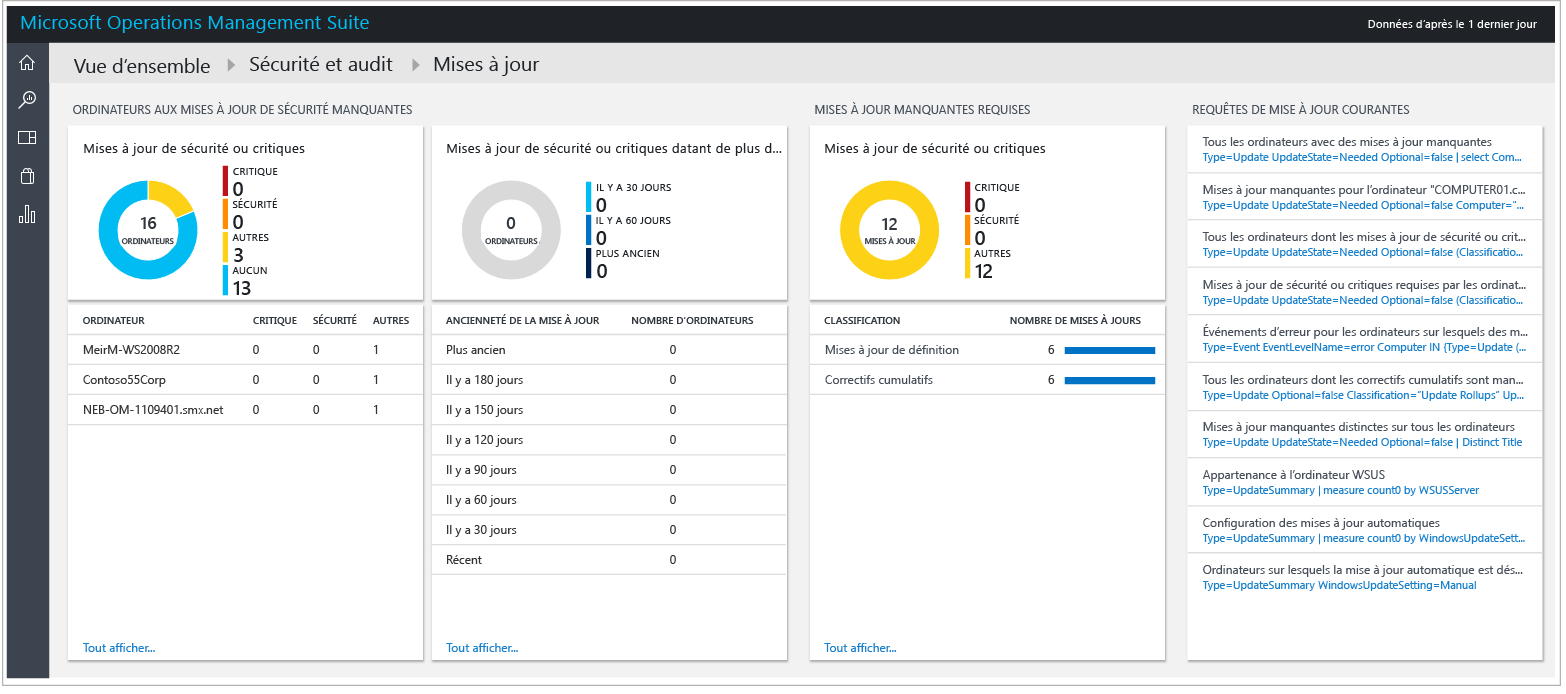 Microsoft Operations Management Suite
Données d'après le 1 dernier jour
Vue d'ensemble
Sécurité et audit
Mises à jour
ORDINATEURS AUX MISES À JOUR DE SÉCURITÉ MANQUANTES
Mises à jour de sécurité ou critiques
16
ORDINATEURS
CRITIQUE
0
SÉCURITÉ
0
AUTRES
3
AUCUN
13
ORDINATEUR CRITIQUE SÉCURITÉ AUTRES
MeirM-WS2008R2 0 0 1
Contoso55Corp 0 0 1
NEB-OM-1109401.smx.net 0 0 1
Tout afficher...
Mises à jour de sécurité ou critiques datant de plus d...
0
ORDINATEURS
IL Y A 30 JOURS
0
IL Y A 60 JOURS
0
PLUS ANCIEN
0
ANCIENNETÉ DE LA MISE À JOUR NOMBRE D'ORDINATEURS
Plus ancien 0
Il y a 180 jours 0
Il y a 150 jours 0
Il y a 120 jours 0
Il y a 90 jours 0
Il y a 60 jours 0
Il y a 30 jours 0
Récent 0
Tout afficher...
MISES À JOUR MANQUANTES REQUISES
Mises à jour de sécurité ou critiques
12
MISES À JOUR
CRITIQUE
0
SÉCURITÉ
0
AUTRES
12
CLASSIFICATION NOMBRE DE MISES À JOURS
Mises à jour de définition 6
Correctifs cumulatifs 6
Tout afficher...
REQUÊTES DE MISE À JOUR COURANTES
Tous les ordinateurs avec des mises à jour manquantes
Type=Update UpdateState=Needed Optional=false | select Com...
Mises à jour manquantes pour l'ordinateur "COMPUTER01.c...
Type=Update UpdateState=Needed Optional=false Computer="...
Tous les ordinateurs dont les mises à jour de sécurité ou crit...
Type=Update UpdateState=Needed Optional=false (Classificatio...
Mises à jour de sécurité ou critiques requises par les ordinat...
Type=Update UpdateState=Needed Optional=false (Classificatio...
Événements d'erreur pour les ordinateurs sur lesquels des m...
Type=Event EventLevelName=error Computer IN {Type=Update (...
Tous les ordinateurs dont les correctifs cumulatifs sont man...
Type=Update Optional=false Classification="Update Rollups" Up...
Mises à jour manquantes distinctes sur tous les ordinateurs
Type=Update UpdateState=Needed Optional=false | Distinct Title
Appartenance à l'ordinateur WSUS
Type=UpdateSummary | measure count0 by WSUSServer
Configuration des mises à jour automatiques
Type=UpdateSummary | measure count0 by WindowsUpdateSett...
Ordinateurs sur lesquels la mise à jour automatique est dés...
Type=UpdateSummary WindowsUpdateSetting=Manual